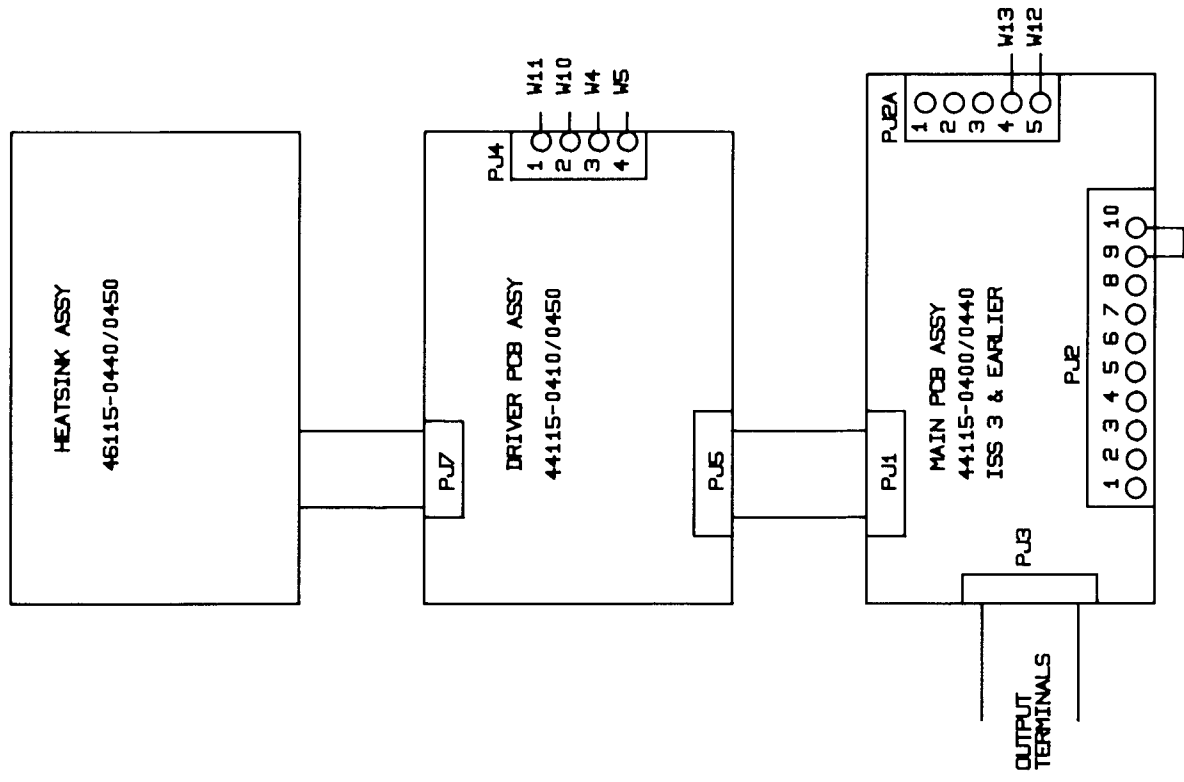 HEATSINK ASSY
46115-0440/0450
PJ7
DRIVER PCB ASSY
44115-0410/0450
PJ4
1 W11
2 W10
3 W4
4 W5
PJ5
PJ1
MAIN PCB ASSY
44115-0400/0440
ISS 3 & EARLIER
PJ2A
1
2
3
4 W13
5 W12
PJ2
1 2 3 4 5 6 7 8 9 10
PJ3
OUTPUT
TERMINALS